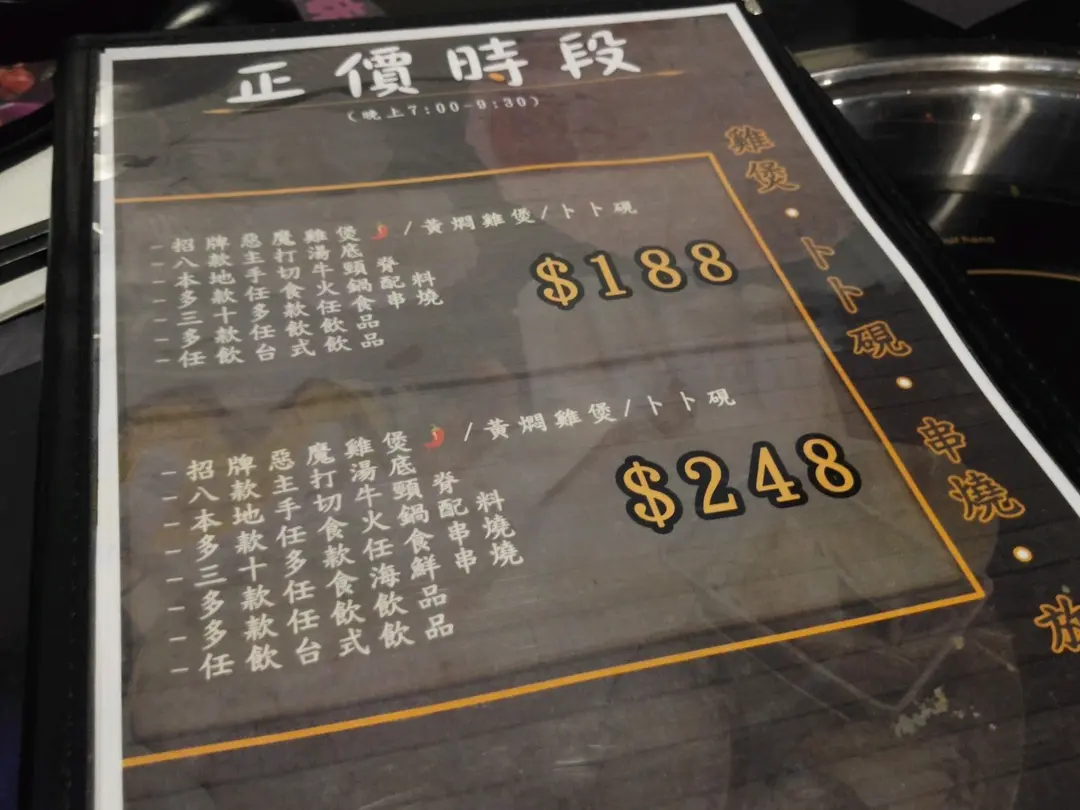 正價時段
(晚上7:00-9:30)
-招牌惡魔雞煲/黃燜雞煲/卜卜硯
-八款主打湯底
-本地手切牛頸脊
-多款任食火鍋配料
-三十多款任食串燒
-多款任飲飲品
-任飲台式飲品
$188
-招牌惡魔雞煲/黃燜雞煲/卜卜硯
-八款主打湯底
-本地手切牛頸脊
-多款任食火鍋配料
-三十多款任食串燒
-多款任食海鮮串燒
-多款任飲飲品
-任飲台式飲品
$248
雞煲·卜卜硯·串燒·